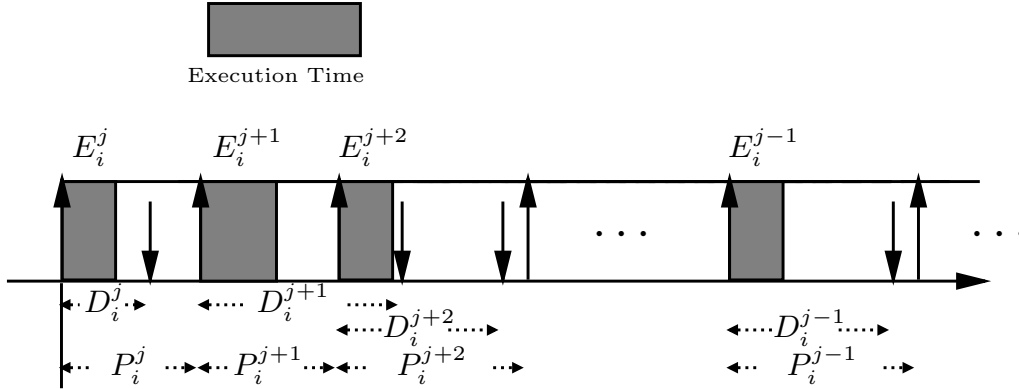 Execution Time
$E_i^j$ $E_i^{j+1}$ $E_i^{j+2}$ $E_i^{j-1}$
. . . . . .
$D_i^j$ $D_i^{j+1}$
$D_i^{j+2}$ $D_i^{j-1}$
$P_i^j$ $P_i^{j+1}$ $P_i^{j+2}$ $P_i^{j-1}$